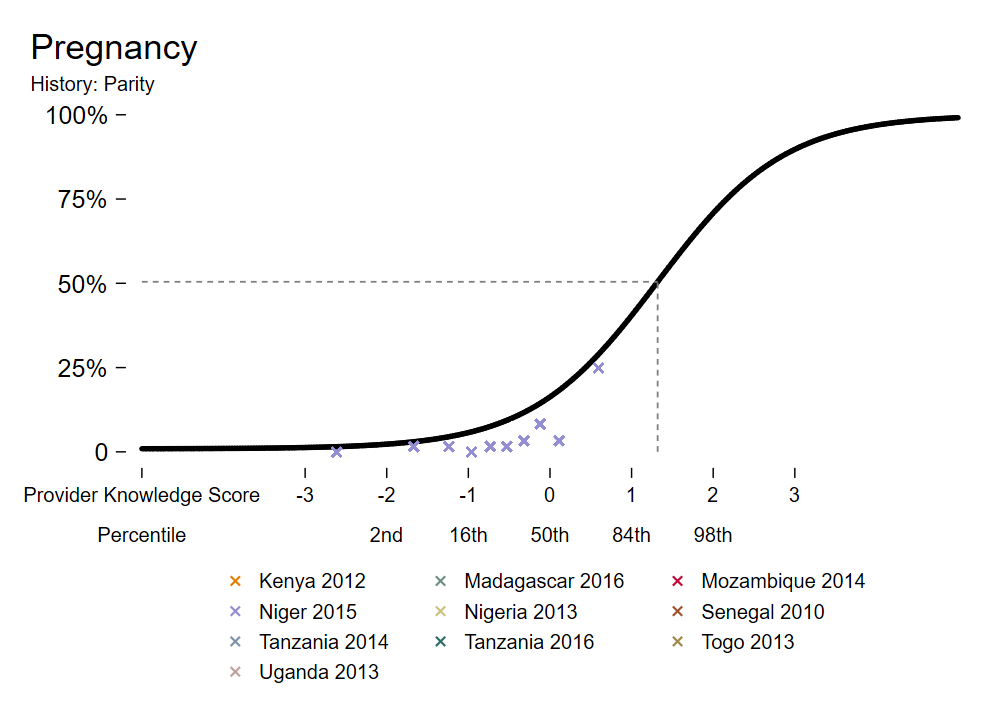 Pregnancy
History: Parity
100%
75%
50%
25%
0
Provider Knowledge Score -3 -2 -1 0 1 2 3
Percentile 2nd 16th 50th 84th 98th
Kenya 2012 Madagascar 2016 Mozambique 2014
Niger 2015 Nigeria 2013 Senegal 2010
Tanzania 2014 Tanzania 2016 Togo 2013
Uganda 2013